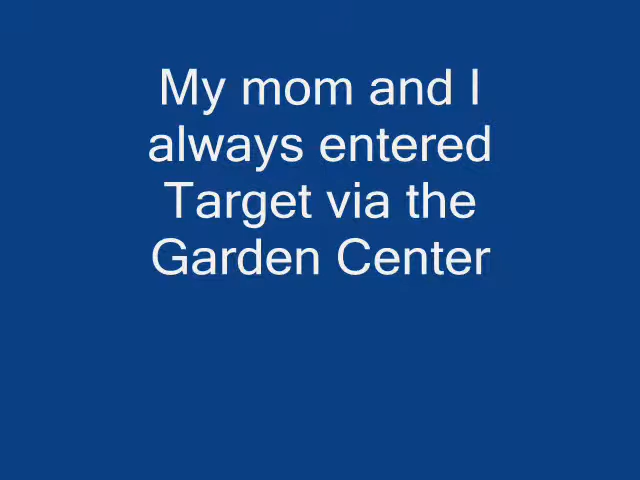 My mom and I
always entered
Target via the
Garden Center